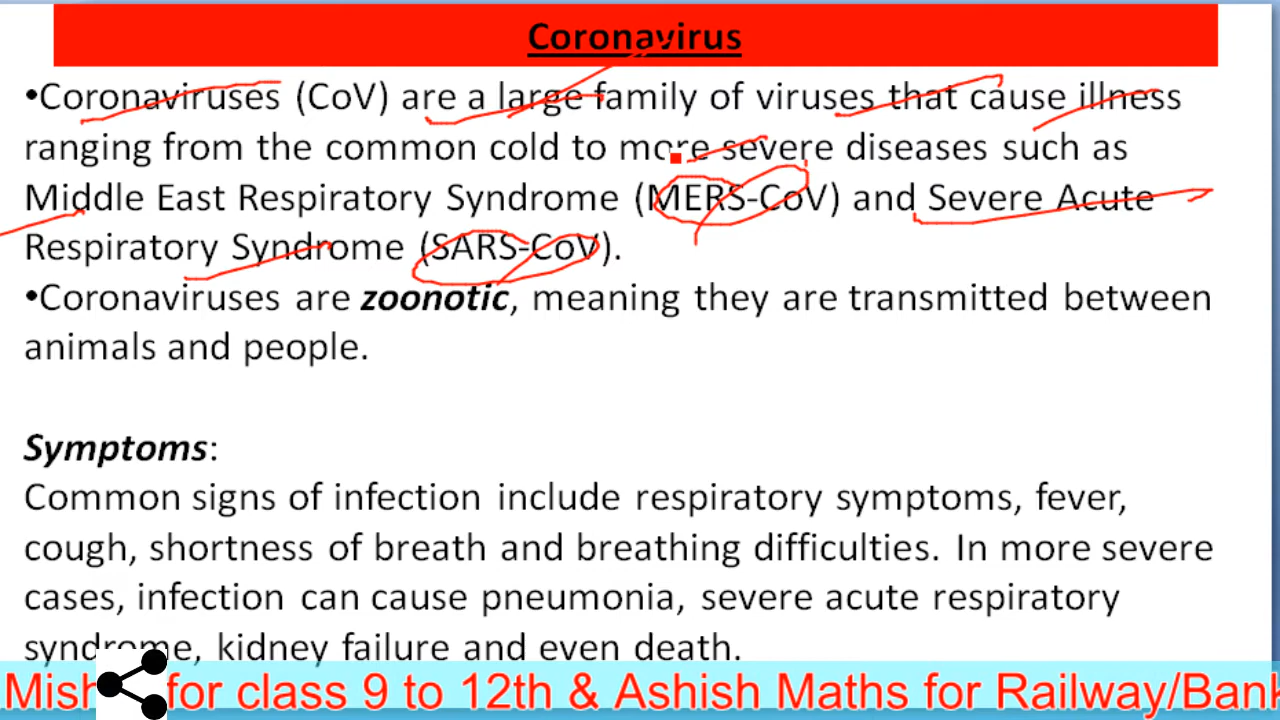 Coronavirus
•Coronaviruses (CoV) are a large family of viruses that cause illness
ranging from the common cold to more severe diseases such as
Middle East Respiratory Syndrome (MERS-CoV) and Severe Acute
Respiratory Syndrome (SARS-CoV).
•Coronaviruses are zoonotic, meaning they are transmitted between
animals and people.
Symptoms:
Common signs of infection include respiratory symptoms, fever,
cough, shortness of breath and breathing difficulties. In more severe
cases, infection can cause pneumonia, severe acute respiratory
syndrome, kidney failure and even death.
for class 9 to 12th & Ashish Maths for Railway/Bank